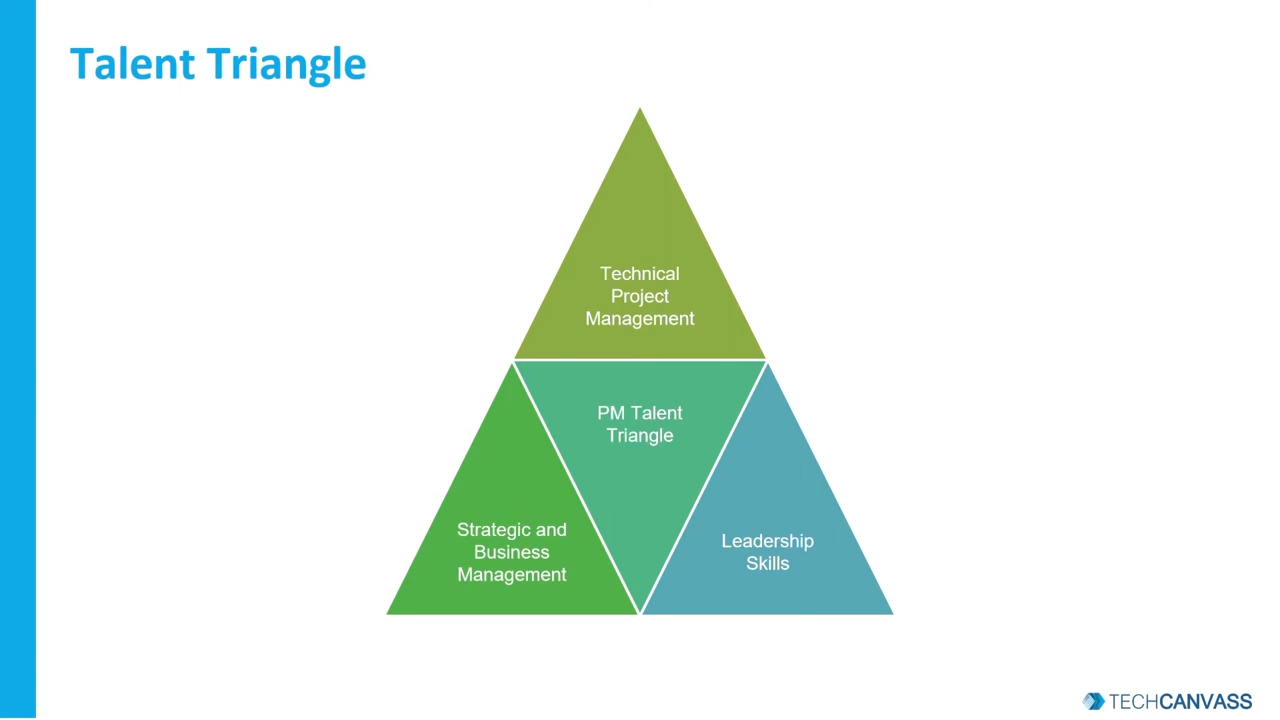 Talent Triangle
Technical
Project
Management
PM Talent
Triangle
Strategic and
Business
Management
Leadership
Skills
TECHCANVASS